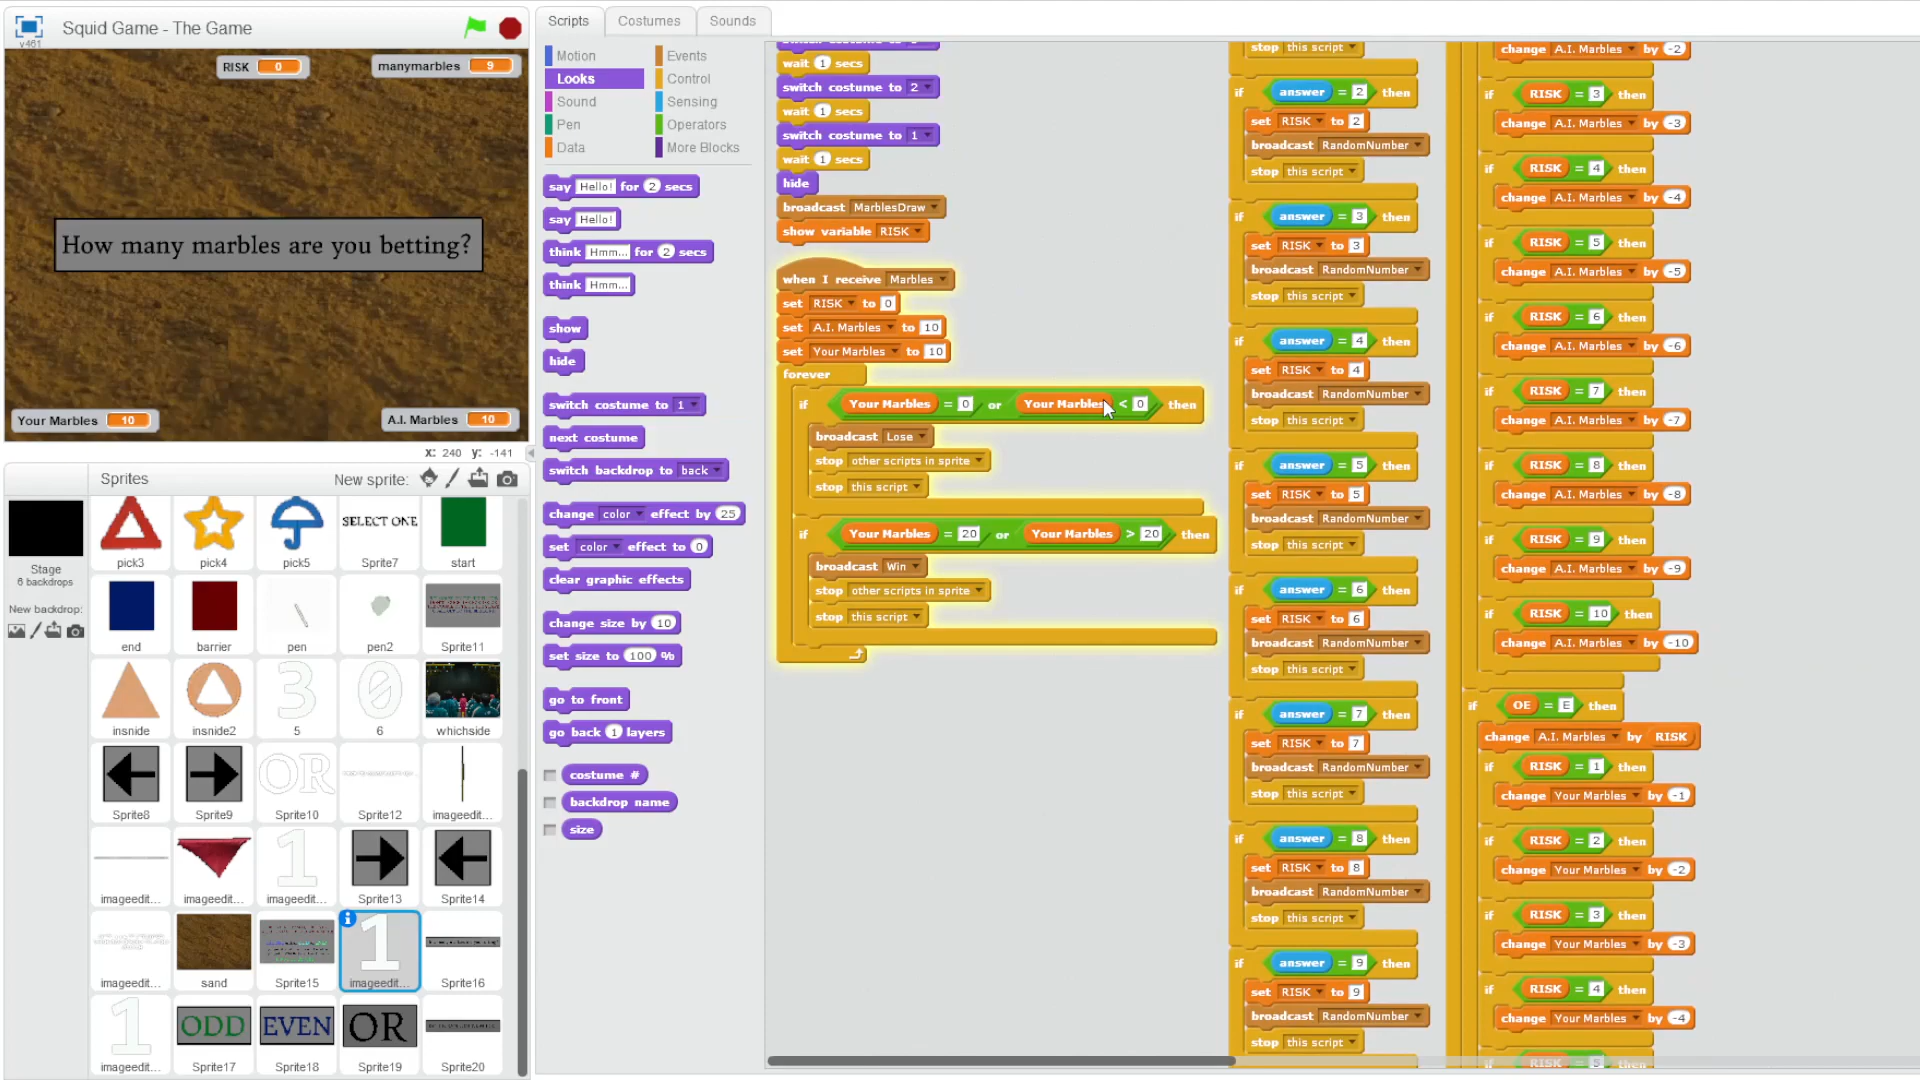 Squid Game - The Game
v461
RISK 0
manymarbles 9
How many marbles are you betting?
Your Marbles 10
A.I. Marbles 10
x: 240 y: -141
Sprites
New sprite:
Stage
6 backdrops
New backdrop:
SELECT ONE
pick3
pick4
pick5
Sprite7
start
end
barrier
pen
pen2
Sprite11
3
0
insnide
insnide2
5
6
whichside
OR
Sprite8
Sprite9
Sprite10
Sprite12
imageedit...
1
imageedit...
imageedit...
imageedit...
Sprite13
Sprite14
1
imageedit...
sand
Sprite15
imageedit...
Sprite16
1
ODD
EVEN
OR
imageedit...
Sprite17
Sprite18
Sprite19
Sprite20
Scripts
Costumes
Sounds
Motion
Looks
Sound
Pen
Data
Events
Control
Sensing
Operators
More Blocks
say Hello! for 2 secs
say Hello!
think Hmm... for 2 secs
think Hmm...
show
hide
switch costume to 1
next costume
switch backdrop to back
change color effect by 25
set color effect to 0
clear graphic effects
change size by 10
set size to 100 %
go to front
go back 1 layers
costume #
backdrop name
size
wait 1 secs
switch costume to 2
wait 1 secs
switch costume to 1
wait 1 secs
hide
broadcast MarblesDraw
show variable RISK
when I receive Marbles
set RISK to 0
set A.I. Marbles to 10
set Your Marbles to 10
forever
if Your Marbles = 0 or Your Marbles < 0 then
broadcast Lose
stop other scripts in sprite
stop this script
if Your Marbles = 20 or Your Marbles > 20 then
broadcast Win
stop other scripts in sprite
stop this script
stop this script
if answer = 2 then
set RISK to 2
broadcast RandomNumber
stop this script
if answer = 3 then
set RISK to 3
broadcast RandomNumber
stop this script
if answer = 4 then
set RISK to 4
broadcast RandomNumber
stop this script
if answer = 5 then
set RISK to 5
broadcast RandomNumber
stop this script
if answer = 6 then
set RISK to 6
broadcast RandomNumber
stop this script
if answer = 7 then
set RISK to 7
broadcast RandomNumber
stop this script
if answer = 8 then
set RISK to 8
broadcast RandomNumber
stop this script
if answer = 9 then
set RISK to 9
broadcast RandomNumber
stop this script
change A.I. Marbles by -2
if RISK = 3 then
change A.I. Marbles by -3
if RISK = 4 then
change A.I. Marbles by -4
if RISK = 5 then
change A.I. Marbles by -5
if RISK = 6 then
change A.I. Marbles by -6
if RISK = 7 then
change A.I. Marbles by -7
if RISK = 8 then
change A.I. Marbles by -8
if RISK = 9 then
change A.I. Marbles by -9
if RISK = 10 then
change A.I. Marbles by -10
if OE = E then
change A.I. Marbles by RISK
if RISK = 1 then
change Your Marbles by -1
if RISK = 2 then
change Your Marbles by -2
if RISK = 3 then
change Your Marbles by -3
if RISK = 4 then
change Your Marbles by -4
if RISK = 5 then